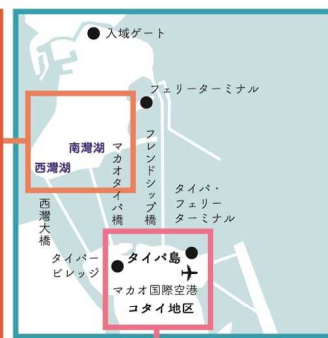 入域ゲート
フェリーターミナル
南灣湖
西灣湖
マカオタイパ橋
フレンドシップ橋
西灣大橋
タイパ・
フェリー
ターミナル
タイパー
ビレッジ
タイパ島
マカオ国際空港
コタイ地区